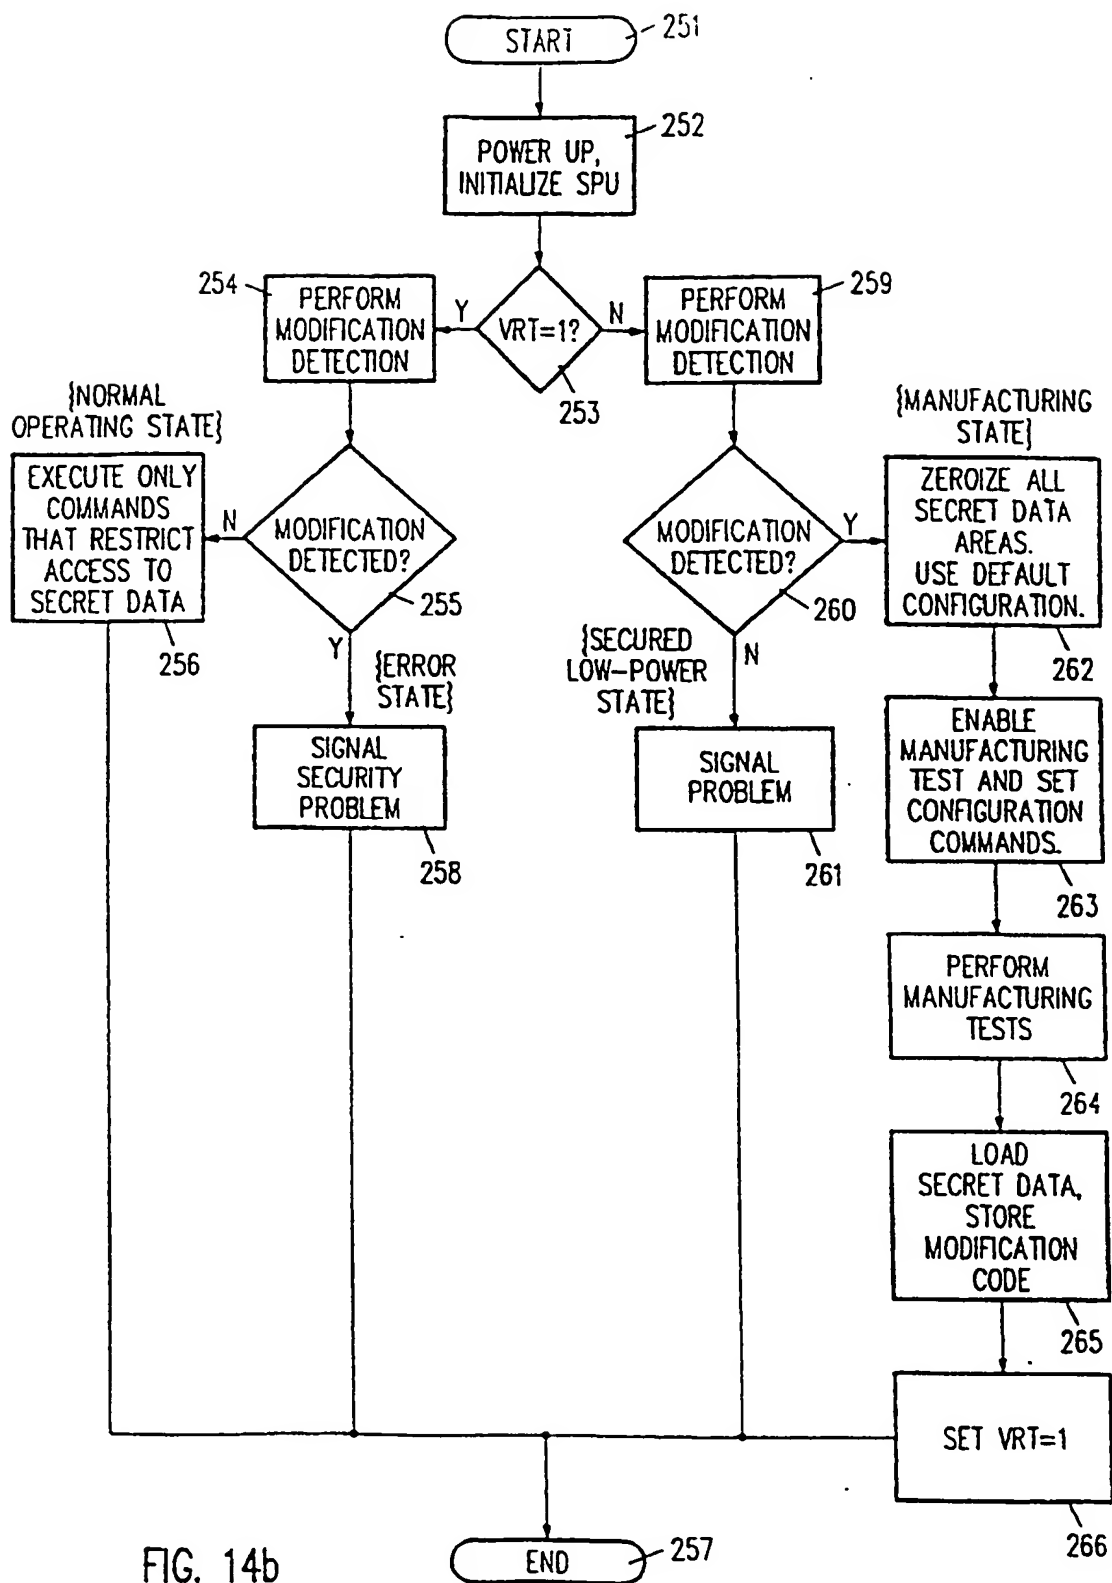 START
251
POWER UP,
INITIALIZE SPU
252
VRT=1?
253
Y
N
254
PERFORM
MODIFICATION
DETECTION
259
PERFORM
MODIFICATION
DETECTION
{NORMAL
OPERATING STATE}
EXECUTE ONLY
COMMANDS
THAT RESTRICT
ACCESS TO
SECRET DATA
256
N
MODIFICATION
DETECTED?
255
Y
{ERROR
STATE}
SIGNAL
SECURITY
PROBLEM
258
MODIFICATION
DETECTED?
260
Y
N
{SECURED
LOW-POWER
STATE}
SIGNAL
PROBLEM
261
{MANUFACTURING
STATE}
ZEROIZE ALL
SECRET DATA
AREAS.
USE DEFAULT
CONFIGURATION.
262
ENABLE
MANUFACTURING
TEST AND SET
CONFIGURATION
COMMANDS.
263
PERFORM
MANUFACTURING
TESTS
264
LOAD
SECRET DATA,
STORE
MODIFICATION
CODE
265
SET VRT=1
266
END
257
FIG. 14b